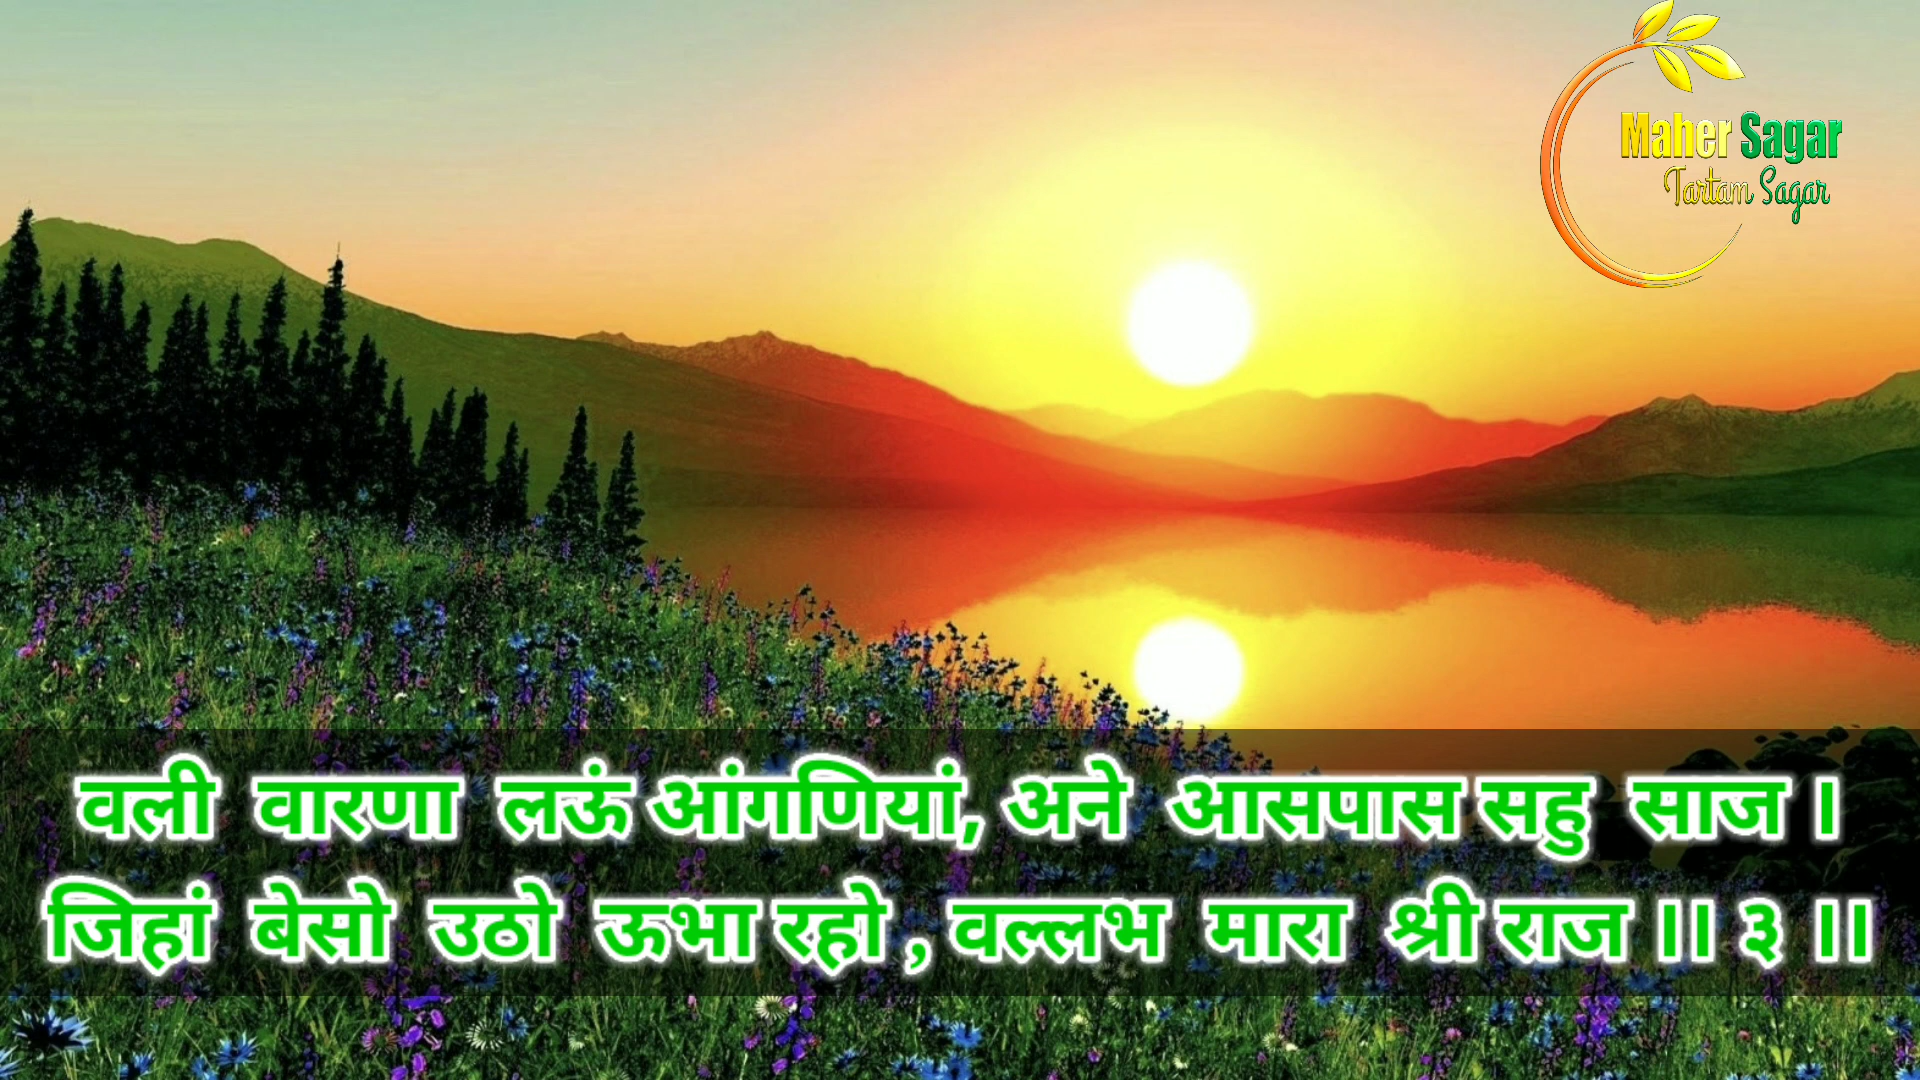 Maher Sagar
Tartam Sagar
वली वारणा लऊं आंगणियां, अने आसपास सहु साज ।
जिहां बेसो उठो ऊभा रहो , वल्लभ मारा श्री राज ।। ३ ।।